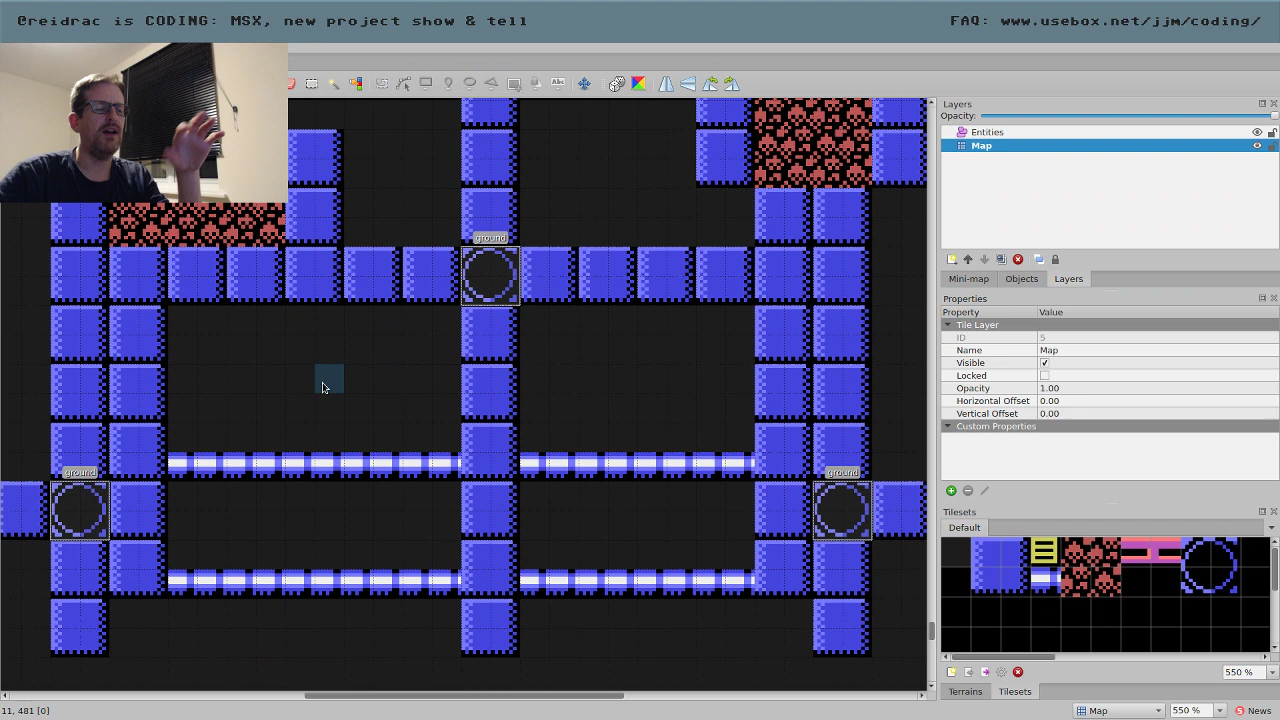 @reidrac is CODING: MSX, new project show & tell
FAQ: www.usebox.net/jjm/coding/
Abc
Layers
Opacity:
Entities
Map
Mini-map
Objects
Layers
Properties
Property
Value
Tile Layer
ID
5
Name
Map
Visible
Locked
Opacity
1.00
Horizontal Offset
0.00
Vertical Offset
0.00
Custom Properties
Tilesets
Default
550 %
Terrains
Tilesets
ground
ground
ground
11, 481 [0]
Map
550 %
News